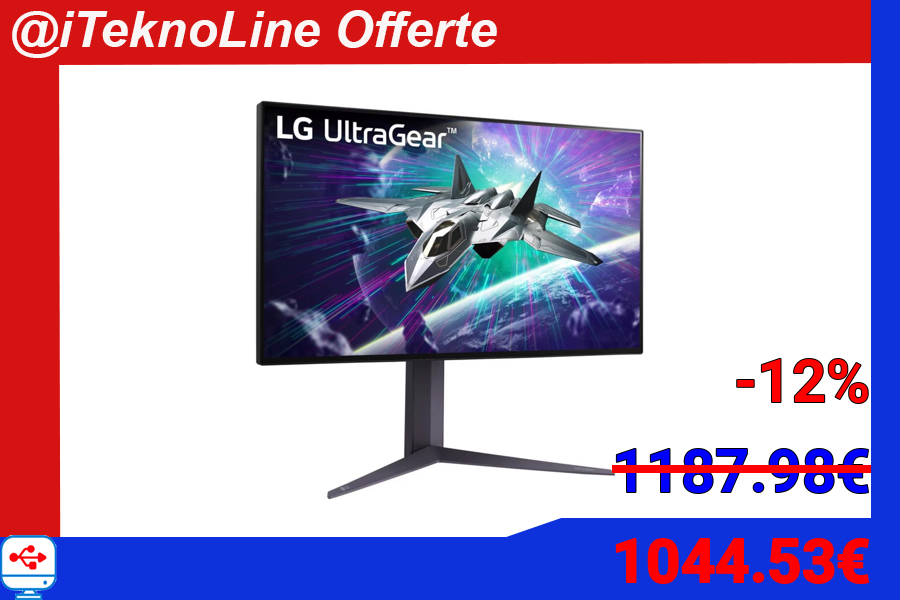 @iTeknoLine Offerte
LG UltraGear™
-12%
1187.98€
1044.53€